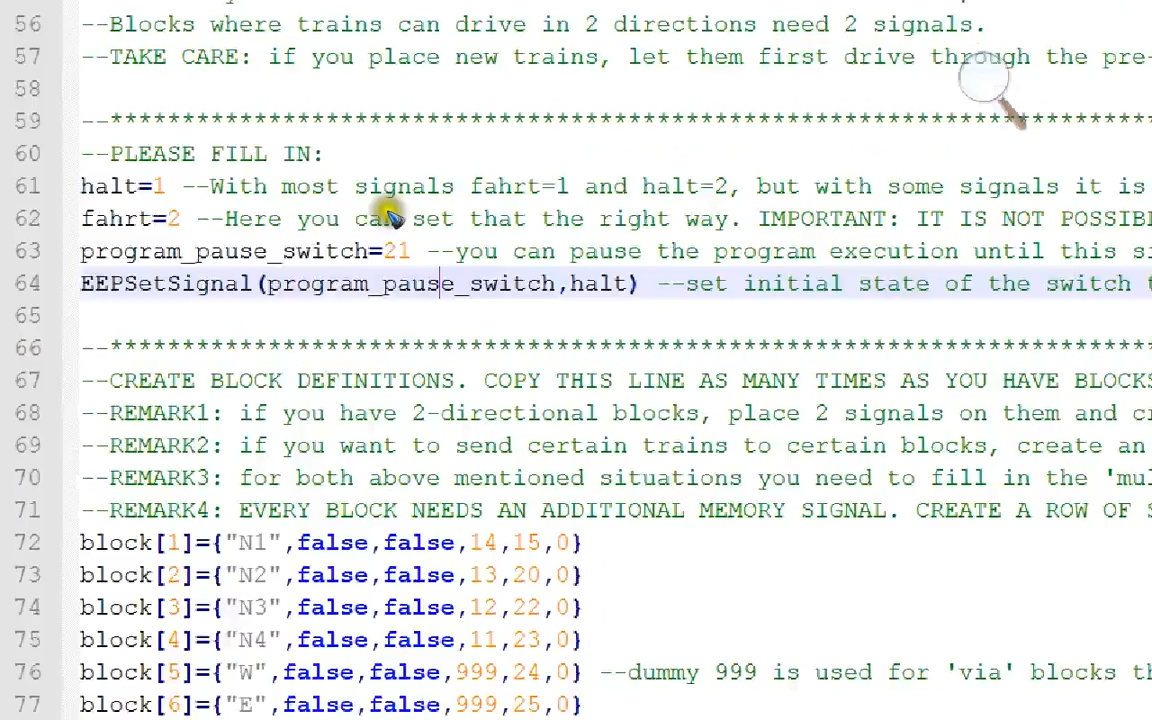 56 --Blocks where trains can drive in 2 directions need 2 signals.
57 --TAKE CARE: if you place new trains, let them first drive through the pre-
58
59 --************************************************************************
60 --PLEASE FILL IN:
61 halt=1 --With most signals fahrt=1 and halt=2, but with some signals it is
62 fahrt=2 --Here you can set that the right way. IMPORTANT: IT IS NOT
63 program_pause_switch=21 --you can pause the program execution until this
64 EEPSetSignal(program_pause_switch,halt) --set initial state of the switch
65
66 --************************************************************************
67 --CREATE BLOCK DEFINITIONS. COPY THIS LINE AS MANY TIMES AS YOU HAVE BLOCKS
68 --REMARK1: if you have 2-directional blocks, place 2 signals on them and
69 --REMARK2: if you want to send certain trains to certain blocks, create an
70 --REMARK3: for both above mentioned situations you need to fill in the
71 --REMARK4: EVERY BLOCK NEEDS AN ADDITIONAL MEMORY SIGNAL. CREATE A ROW OF
72 block[1]={"N1",false,false,14,15,0}
73 block[2]={"N2",false,false,13,20,0}
74 block[3]={"N3",false,false,12,22,0}
75 block[4]={"N4",false,false,11,23,0}
76 block[5]={"W",false,false,999,24,0} --dummy 999 is used for 'via' blocks
77 block[6]={"E",false,false,999,25,0}